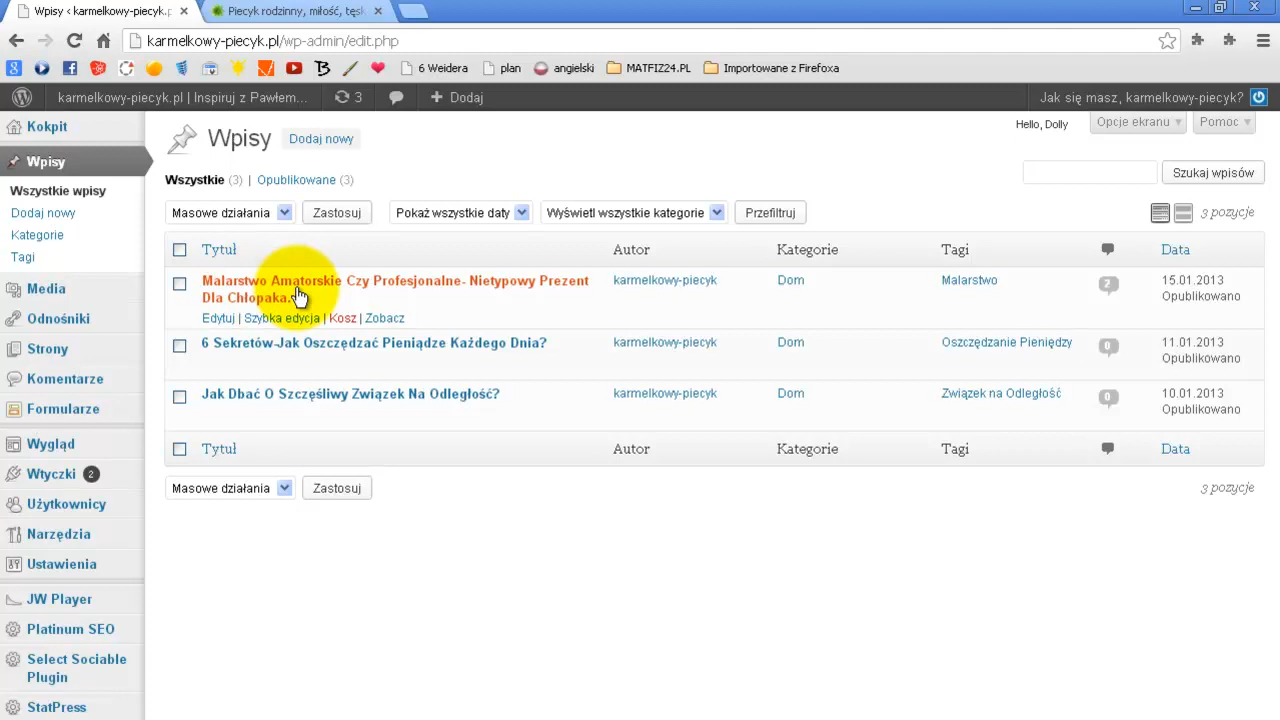 Wpisy ‹ karmelkowy-piecyk.p
Piecyk rodzinny, miłość, tęsk
karmelkowy-piecyk.pl/wp-admin/edit.php
6 Weidera
plan
angielski
MATFIZ24.PL
Importowane z Firefoxa
karmelkowy-piecyk.pl | Inspiruj z Pawłem...
3
Dodaj
Jak się masz, karmelkowy-piecyk?
Kokpit
Wpisy
Wszystkie wpisy
Dodaj nowy
Kategorie
Tagi
Media
Odnośniki
Strony
Komentarze
Formularze
Wygląd
Wtyczki 2
Użytkownicy
Narzędzia
Ustawienia
JW Player
Platinum SEO
Select Sociable
Plugin
StatPress
Hello, Dolly
Opcje ekranu
Pomoc
Wpisy Dodaj nowy
Wszystkie (3) | Opublikowane (3)
Szukaj wpisów
Masowe działania Zastosuj Pokaż wszystkie daty Wyświetl wszystkie kategorie Przefiltruj 3 pozycje
Tytuł Autor Kategorie Tagi Data
Malarstwo Amatorskie Czy Profesjonalne- Nietypowy Prezent
Dla Chłopaka.
karmelkowy-piecyk Dom Malarstwo 2 15.01.2013
Opublikowano
Edytuj | Szybka edycja | Kosz | Zobacz
6 Sekretów-Jak Oszczędzać Pieniądze Każdego Dnia? karmelkowy-piecyk Dom Oszczędzanie Pieniędzy 0 11.01.2013
Opublikowano
Jak Dbać O Szczęśliwy Związek Na Odległość? karmelkowy-piecyk Dom Związek na Odległość 0 10.01.2013
Opublikowano
Tytuł Autor Kategorie Tagi Data
Masowe działania Zastosuj 3 pozycje